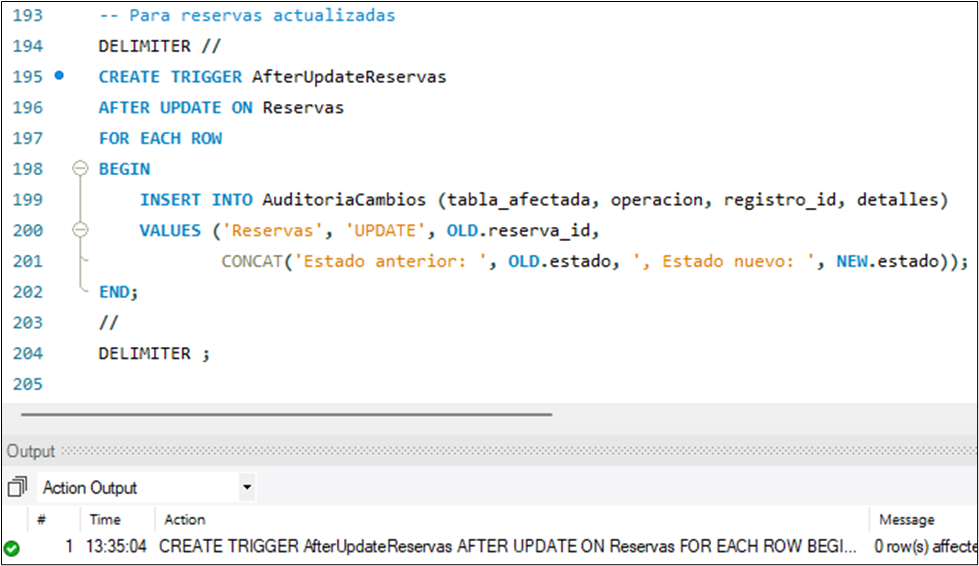 193 -- Para reservas actualizadas
194 DELIMITER //
195 CREATE TRIGGER AfterUpdateReservas
196 AFTER UPDATE ON Reservas
197 FOR EACH ROW
198 BEGIN
199 INSERT INTO AuditoriaCambios (tabla_afectada, operacion, registro_id, detalles)
200 VALUES ('Reservas', 'UPDATE', OLD.reserva_id,
201 CONCAT('Estado anterior: ', OLD.estado, ', Estado nuevo: ', NEW.estado));
202 END;
203 //
204 DELIMITER ;
205
Output
Action Output
# Time Action Message
1 13:35:04 CREATE TRIGGER AfterUpdateReservas AFTER UPDATE ON Reservas FOR EACH ROW BEGI... 0 row(s) affecte